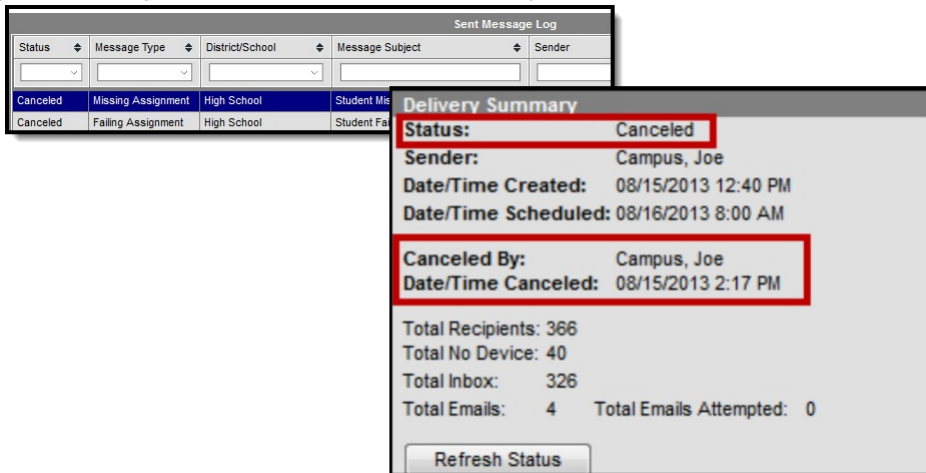 Sent Message Log
Status Message Type District/School Message Subject Sender
Canceled Missing Assignment High School Student Mis
Canceled Failing Assignment High School Student Fai
Delivery Summary
Status: Canceled
Sender: Campus, Joe
Date/Time Created: 08/15/2013 12:40 PM
Date/Time Scheduled: 08/16/2013 8:00 AM
Canceled By: Campus, Joe
Date/Time Canceled: 08/15/2013 2:17 PM
Total Recipients: 366
Total No Device: 40
Total Inbox: 326
Total Emails: 4 Total Emails Attempted: 0
Refresh Status